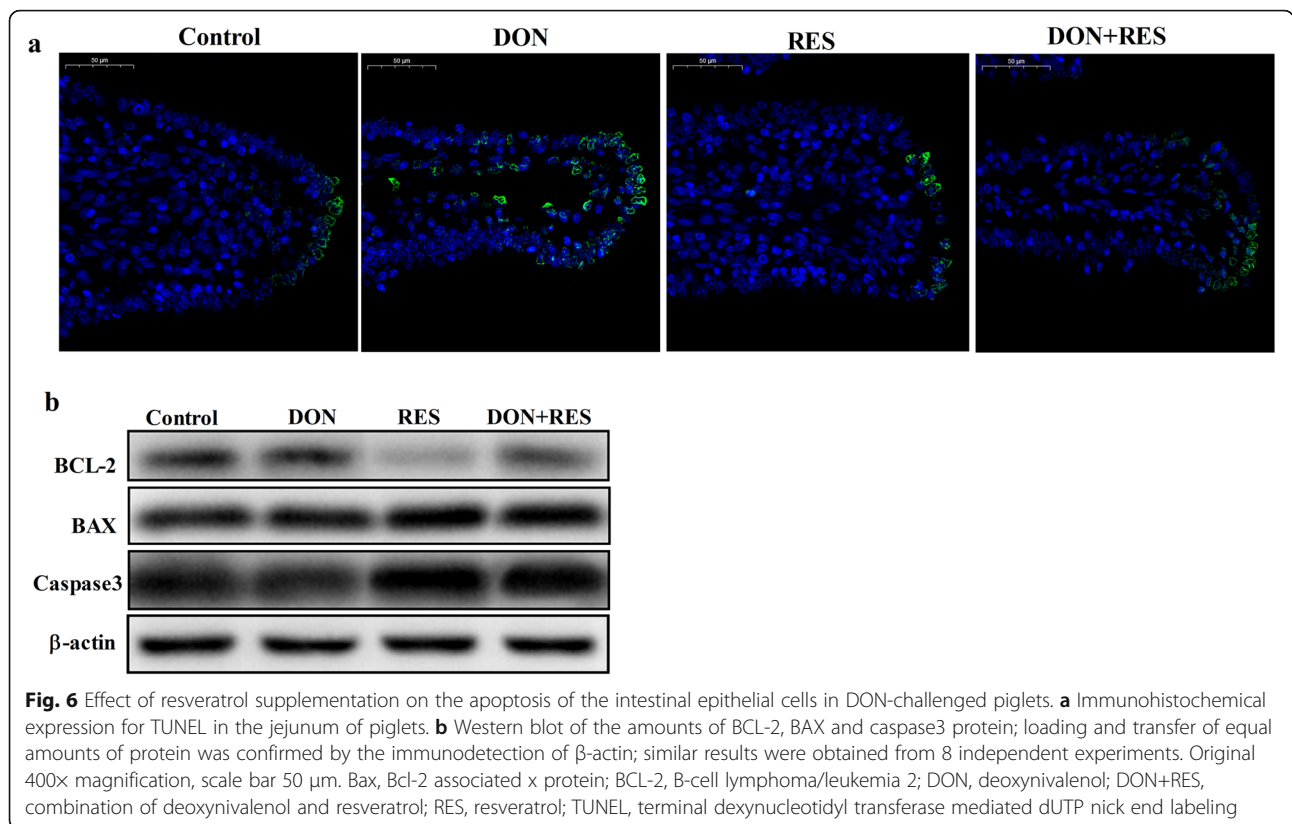 a
Control DON RES DON+RES
50 µm 50 µm 50 µm 50 µm
b
Control DON RES DON+RES
BCL-2
BAX
Caspase3
β-actin
Fig. 6 Effect of resveratrol supplementation on the apoptosis of the intestinal epithelial cells in DON-challenged piglets. a Immunohistochemical
expression for TUNEL in the jejunum of piglets. b Western blot of the amounts of BCL-2, BAX and caspase3 protein; loading and transfer of equal
amounts of protein was confirmed by the immunodetection of β-actin; similar results were obtained from 8 independent experiments. Original
400× magnification, scale bar 50 μm. Bax, Bcl-2 associated x protein; BCL-2, B-cell lymphoma/leukemia 2; DON, deoxynivalenol; DON+RES,
combination of deoxynivalenol and resveratrol; RES, resveratrol; TUNEL, terminal dexynucleotidyl transferase mediated dUTP nick end labeling